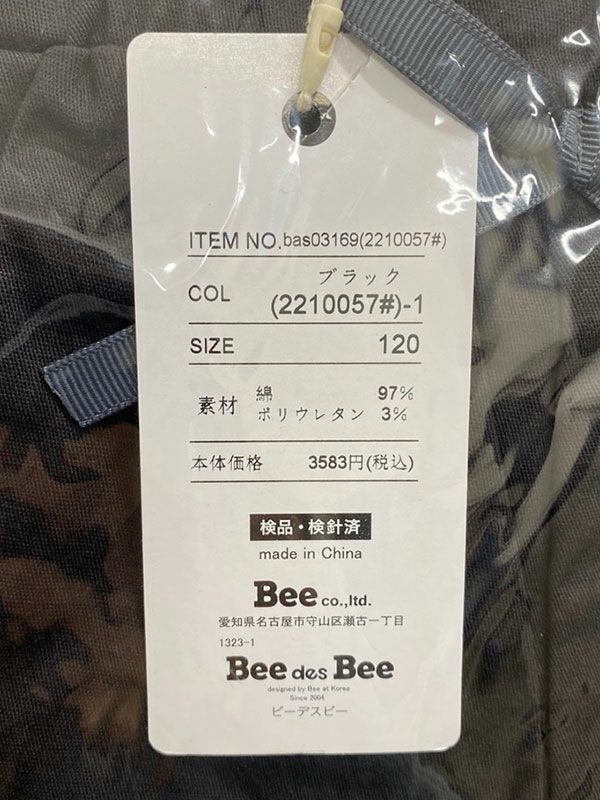 ITEM NO.bas03169(2210057#)
COL ブラック
(2210057#)-1
SIZE 120
素材 綿 97%
ポリウレタン 3%
本体価格 3583円(税込)
検品・検針済
made in China
Bee co.,ltd.
愛知県名古屋市守山区瀬古一丁目
1323-1
Bee des Bee
designed by Bee at Korea
Since 2004
ビーデスビー